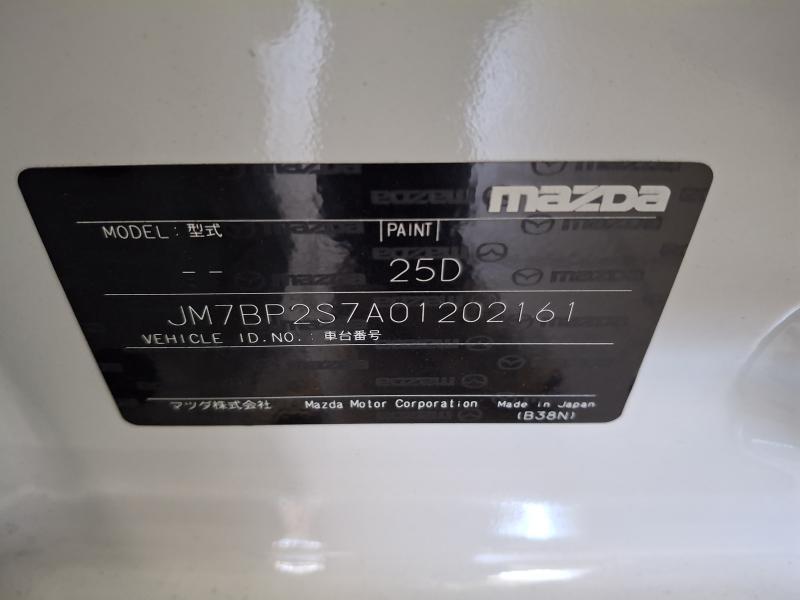 mazda
MODEL: 型式 |PAINT|
-- 25D
JM7BP2S7A01202161
VEHICLE ID.NO.: 車台番号
マツダ株式会社 Mazda Motor Corporation Made in Japan
(B38N)